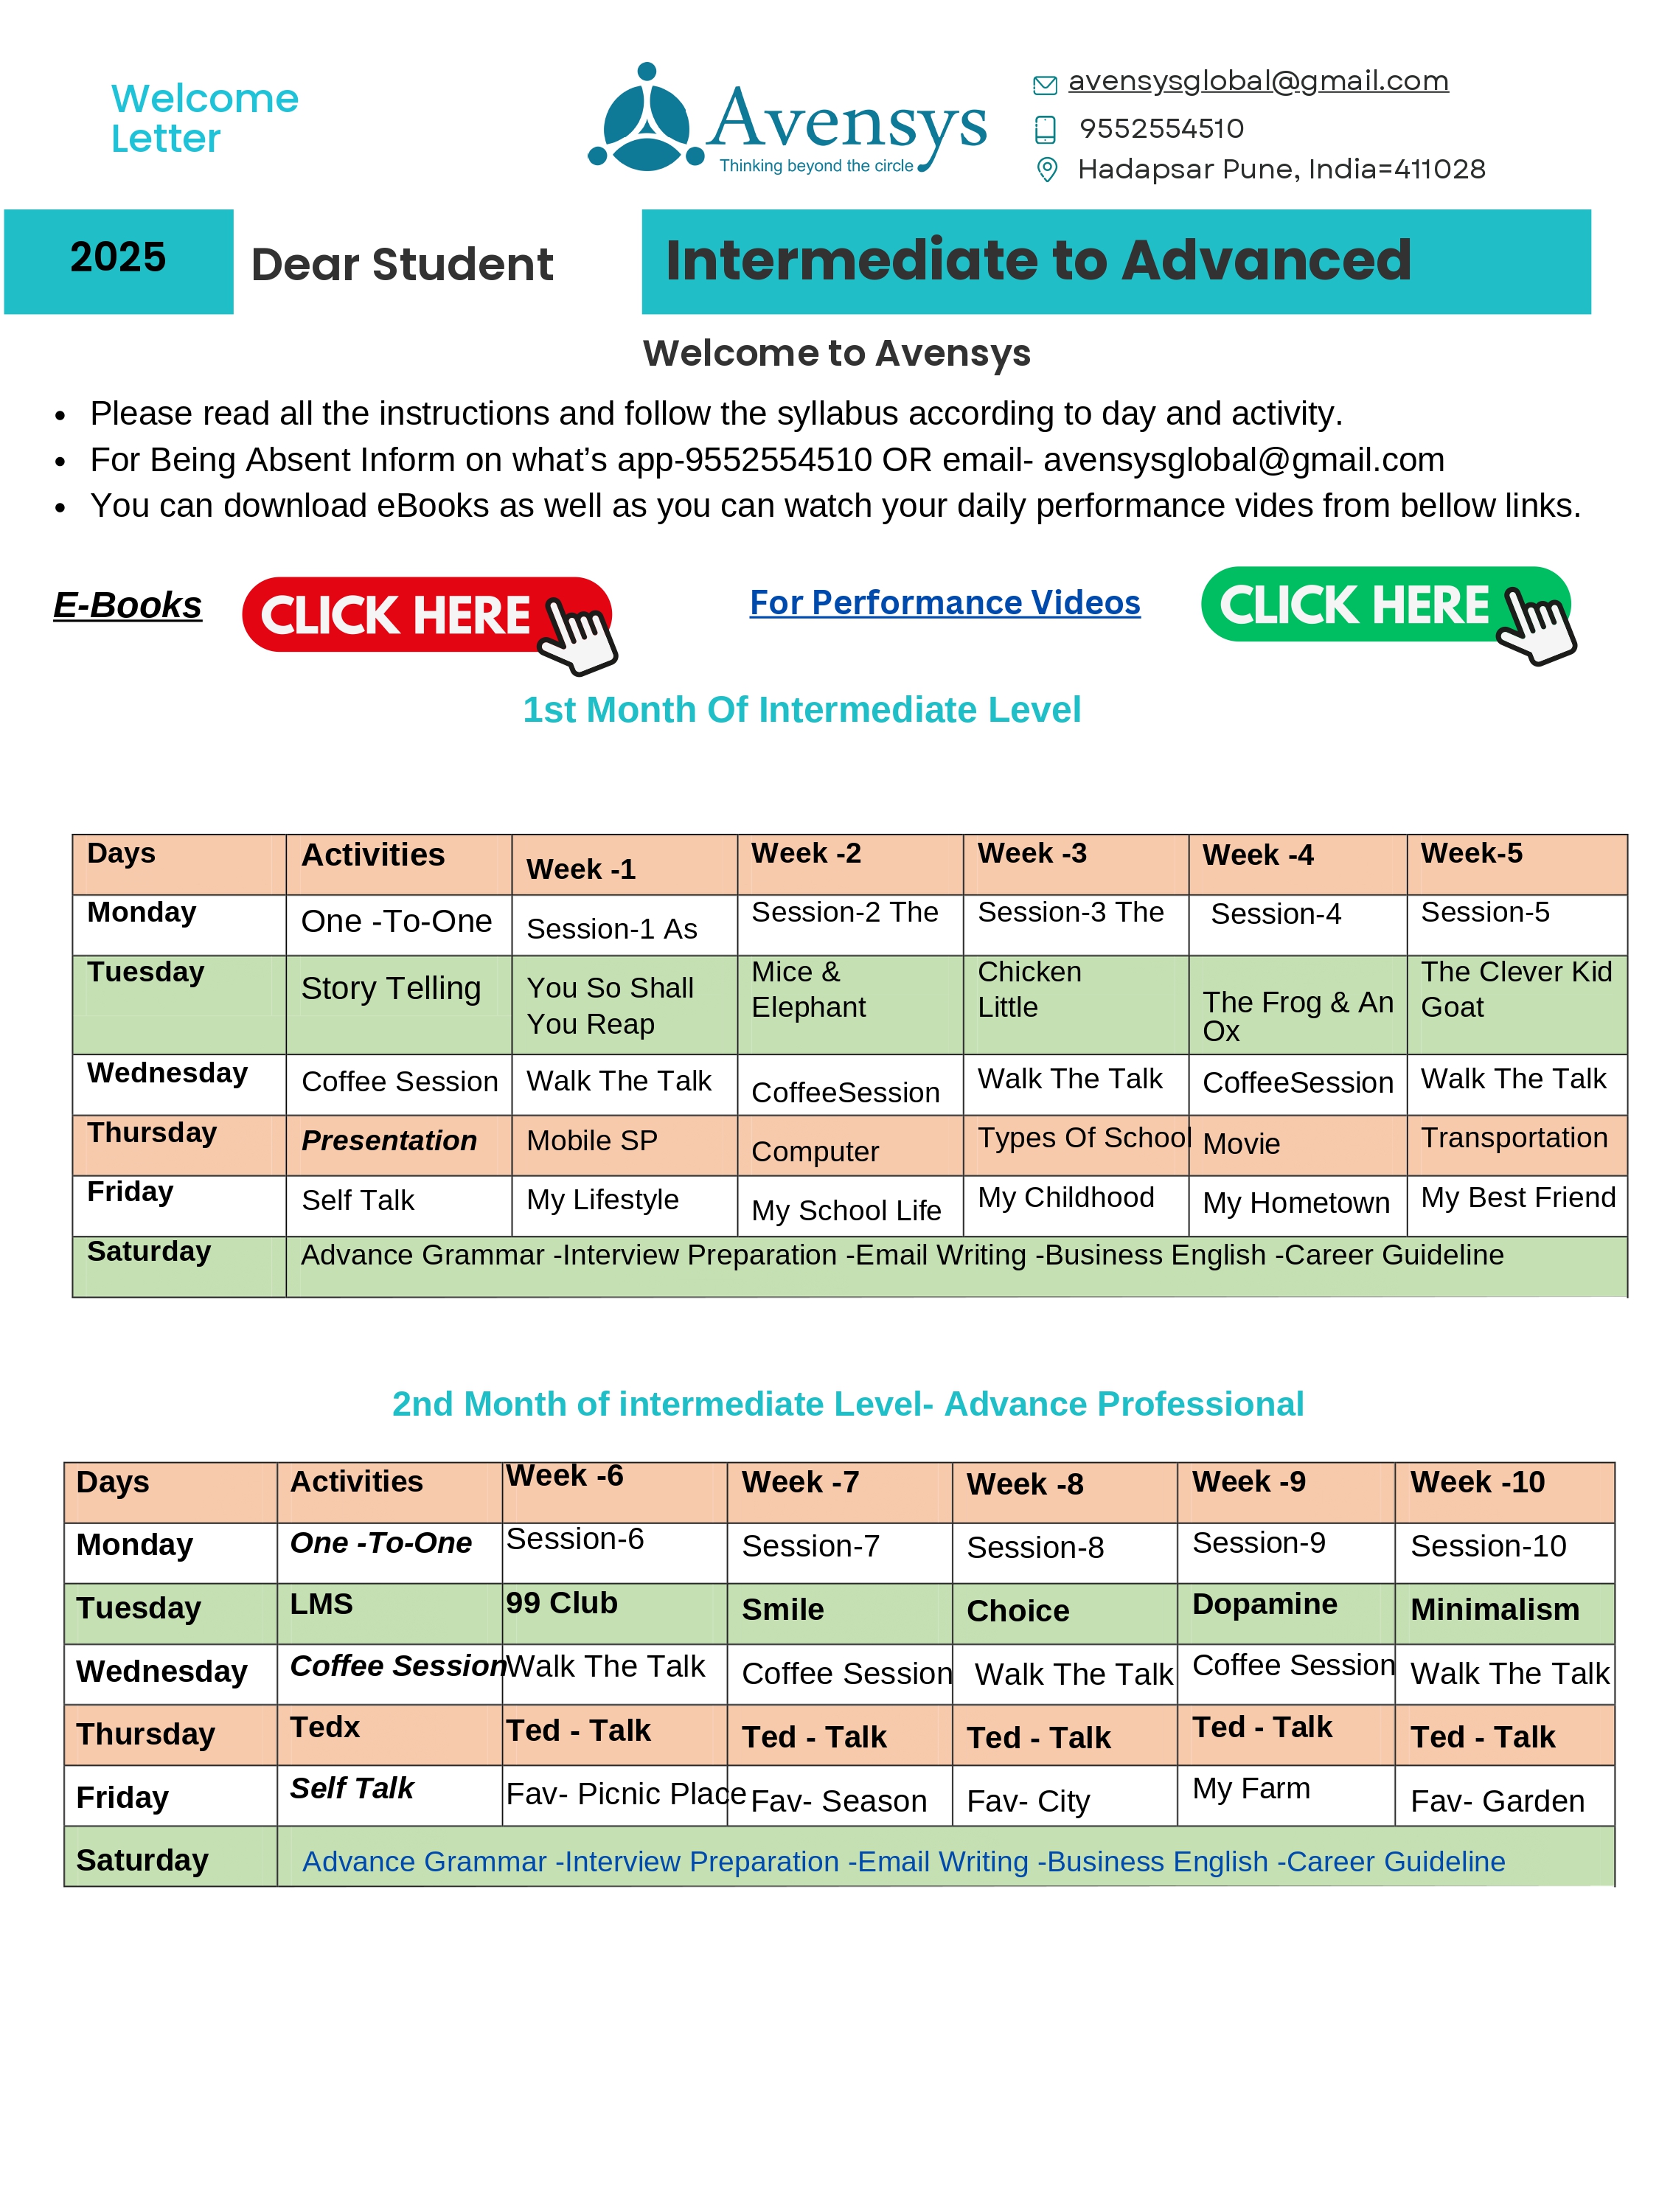 Welcome
Letter
Avensys
Thinking beyond the circle
avensysglobal@gmail.com
9552554510
Hadapsar Pune, India=411028
2025
Dear Student
Intermediate to Advanced
Welcome to Avensys
• Please read all the instructions and follow the syllabus according to day and activity.
• For Being Absent Inform on what’s app-9552554510 OR email- avensysglobal@gmail.com
• You can download eBooks as well as you can watch your daily performance vides from bellow links.
E-Books CLICK HERE For Performance Videos CLICK HERE
1st Month Of Intermediate Level
Days Activities Week -1 Week -2 Week -3 Week -4 Week-5
Monday One -To-One Session-1 As Session-2 The Session-3 The Session-4 Session-5
Tuesday Story Telling You So Shall Mice & Chicken The Frog & An The Clever Kid
You Reap Elephant Little Ox Goat
Wednesday Coffee Session Walk The Talk CoffeeSession Walk The Talk CoffeeSession Walk The Talk
Thursday Presentation Mobile SP Computer Types Of School Movie Transportation
Friday Self Talk My Lifestyle My School Life My Childhood My Hometown My Best Friend
Saturday Advance Grammar -Interview Preparation -Email Writing -Business English -Career Guideline
2nd Month of intermediate Level- Advance Professional
Days Activities Week -6 Week -7 Week -8 Week -9 Week -10
Monday One -To-One Session-6 Session-7 Session-8 Session-9 Session-10
Tuesday LMS 99 Club Smile Choice Dopamine Minimalism
Wednesday Coffee Session Walk The Talk Coffee Session Walk The Talk Coffee Session Walk The Talk
Thursday Tedx Ted - Talk Ted - Talk Ted - Talk Ted - Talk Ted - Talk
Friday Self Talk Fav- Picnic Place Fav- Season Fav- City My Farm Fav- Garden
Saturday Advance Grammar -Interview Preparation -Email Writing -Business English -Career Guideline